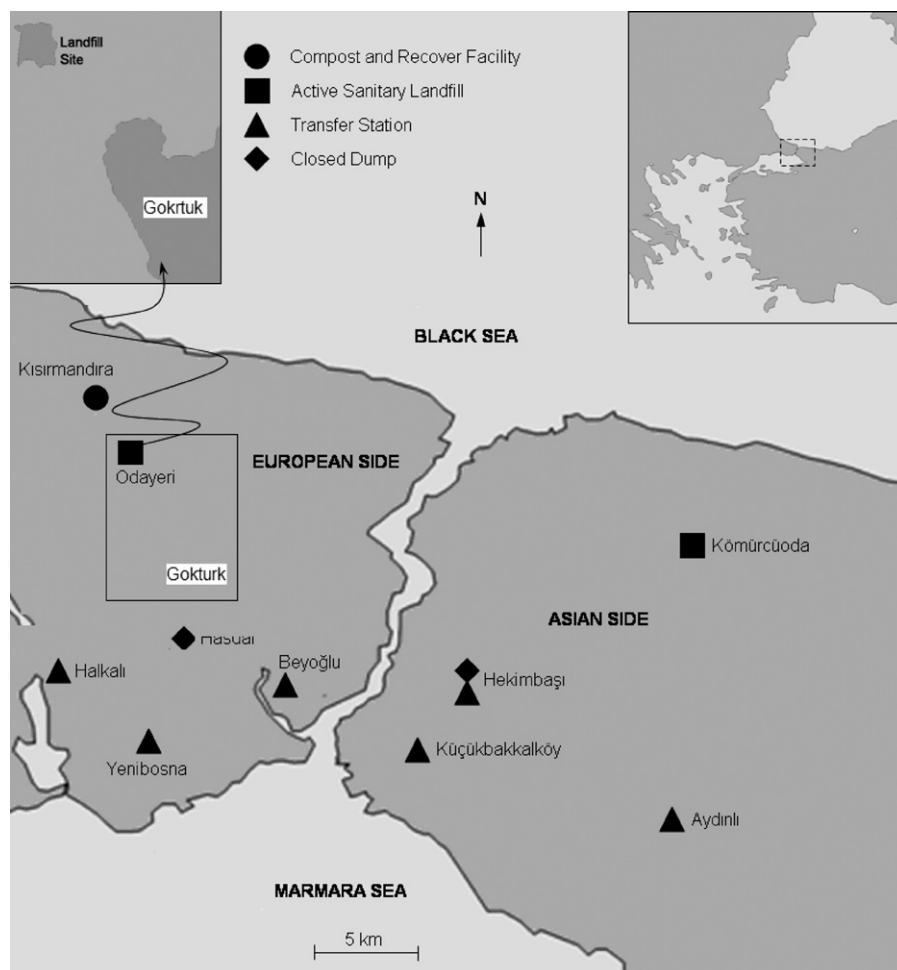 Landfill
Site
Gokrtuk
Compost and Recover Facility
Active Sanitary Landfill
Transfer Station
Closed Dump
N
BLACK SEA
Kısırmandıra
EUROPEAN SIDE
Odayeri
Gokturk
Kömürcüoda
ASIAN SIDE
Halkalı
Beyoğlu
Hekimbaşı
Yenibosna
Küçükbakkalköy
Aydınlı
MARMARA SEA
5 km